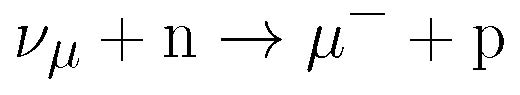 ν_μ + n → μ⁻ + p